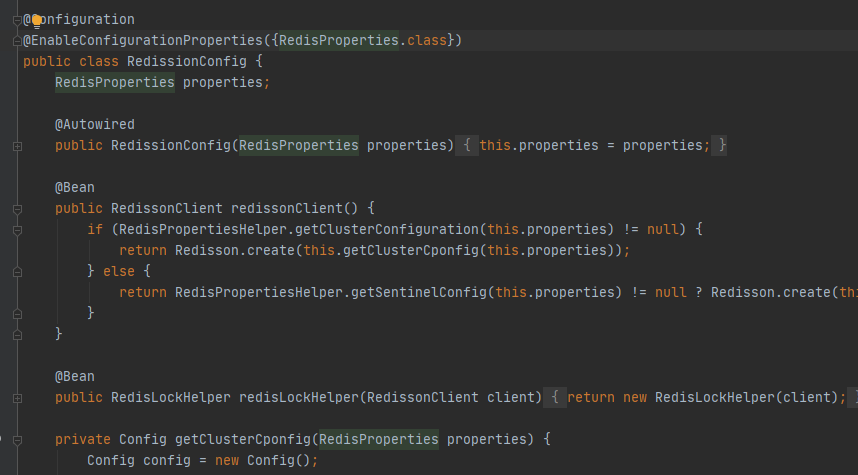 @Configuration
@EnableConfigurationProperties({RedisProperties.class})
public class RedissionConfig {
RedisProperties properties;
@Autowired
public RedissionConfig(RedisProperties properties) { this.properties = properties; }
@Bean
public RedissonClient redissonClient() {
if (RedisPropertiesHelper.getClusterConfiguration(this.properties) != null) {
return Redisson.create(this.getClusterCponfig(this.properties));
} else {
return RedisPropertiesHelper.getSentinelConfig(this.properties) != null ? Redisson.create(thi
}
}
@Bean
public RedisLockHelper redisLockHelper(RedissonClient client) { return new RedisLockHelper(client); }
private Config getClusterCponfig(RedisProperties properties) {
Config config = new Config();